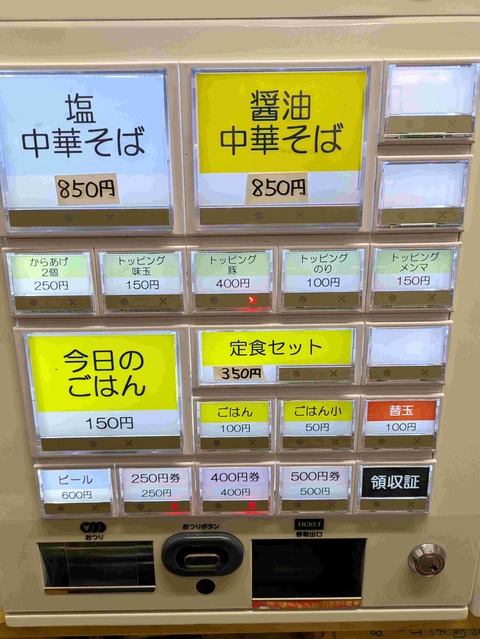 塩
中華そば
850円
醤油
中華そば
850円
からあげ
2個
250円
トッピング
味玉
150円
トッピング
豚
400円
トッピング
のり
100円
トッピング
メンマ
150円
今日の
ごはん
150円
定食セット
350円
ごはん
100円
ごはん小
50円
替玉
100円
ビール
600円
250円券
250円
400円券
400円
500円券
500円
領収証
おつり
おつりボタン
TICKET
券取出口